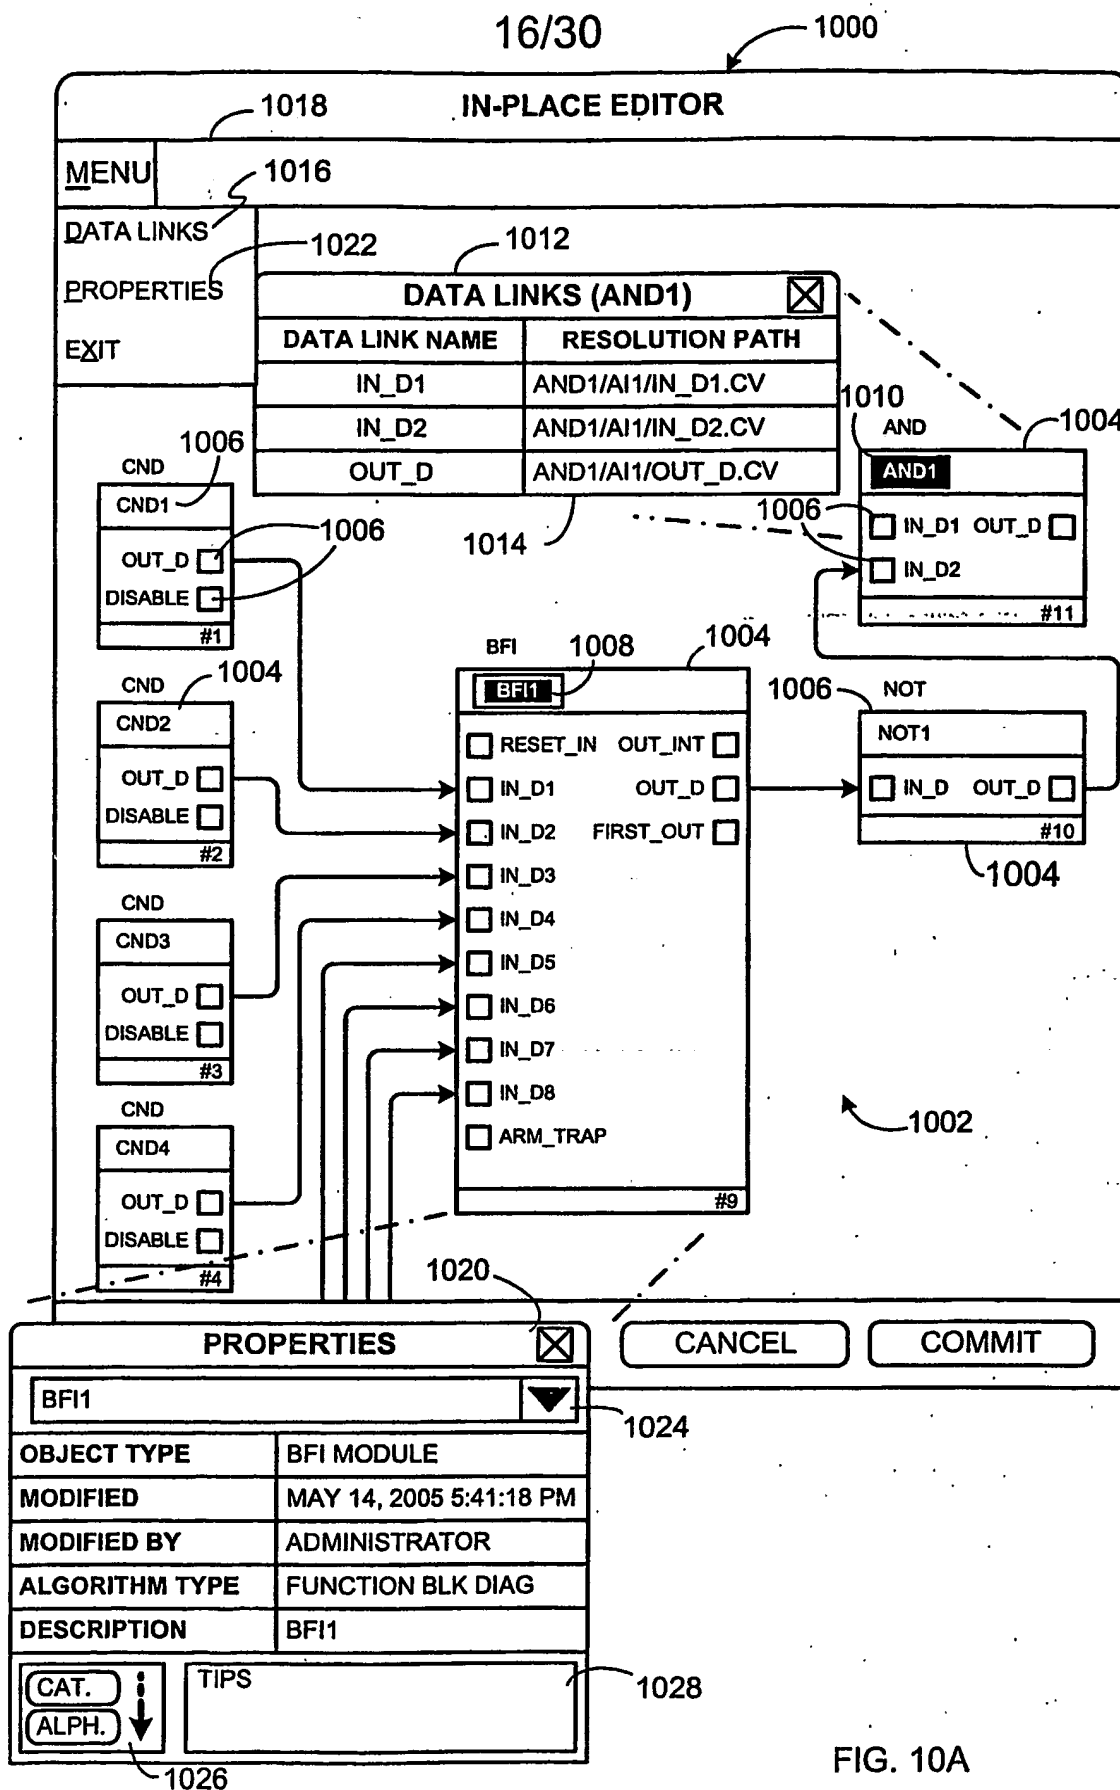 16/30
1000
IN-PLACE EDITOR
1018
MENU
1016
DATA LINKS
1022
PROPERTIES
EXIT
1012
DATA LINKS (AND1)
DATA LINK NAME RESOLUTION PATH
IN_D1 AND1/AI1/IN_D1.CV
IN_D2 AND1/AI1/IN_D2.CV
OUT_D AND1/AI1/OUT_D.CV
1014
1010
AND
1004
AND1
1006
IN_D1 OUT_D
IN_D2
#11
CND
1006
CND1
1006
OUT_D
DISABLE
#1
CND
1004
CND2
OUT_D
DISABLE
#2
CND
CND3
OUT_D
DISABLE
#3
CND
CND4
OUT_D
DISABLE
#4
BFI
1008
1004
BFI1
RESET_IN OUT_INT
IN_D1 OUT_D
IN_D2 FIRST_OUT
IN_D3
IN_D4
IN_D5
IN_D6
IN_D7
IN_D8
ARM_TRAP
#9
1006
NOT
NOT1
IN_D OUT_D
#10
1004
1002
1020
PROPERTIES
CANCEL
COMMIT
BFI1
1024
OBJECT TYPE BFI MODULE
MODIFIED MAY 14, 2005 5:41:18 PM
MODIFIED BY ADMINISTRATOR
ALGORITHM TYPE FUNCTION BLK DIAG
DESCRIPTION BFI1
CAT.
ALPH.
TIPS
1028
1026
FIG. 10A